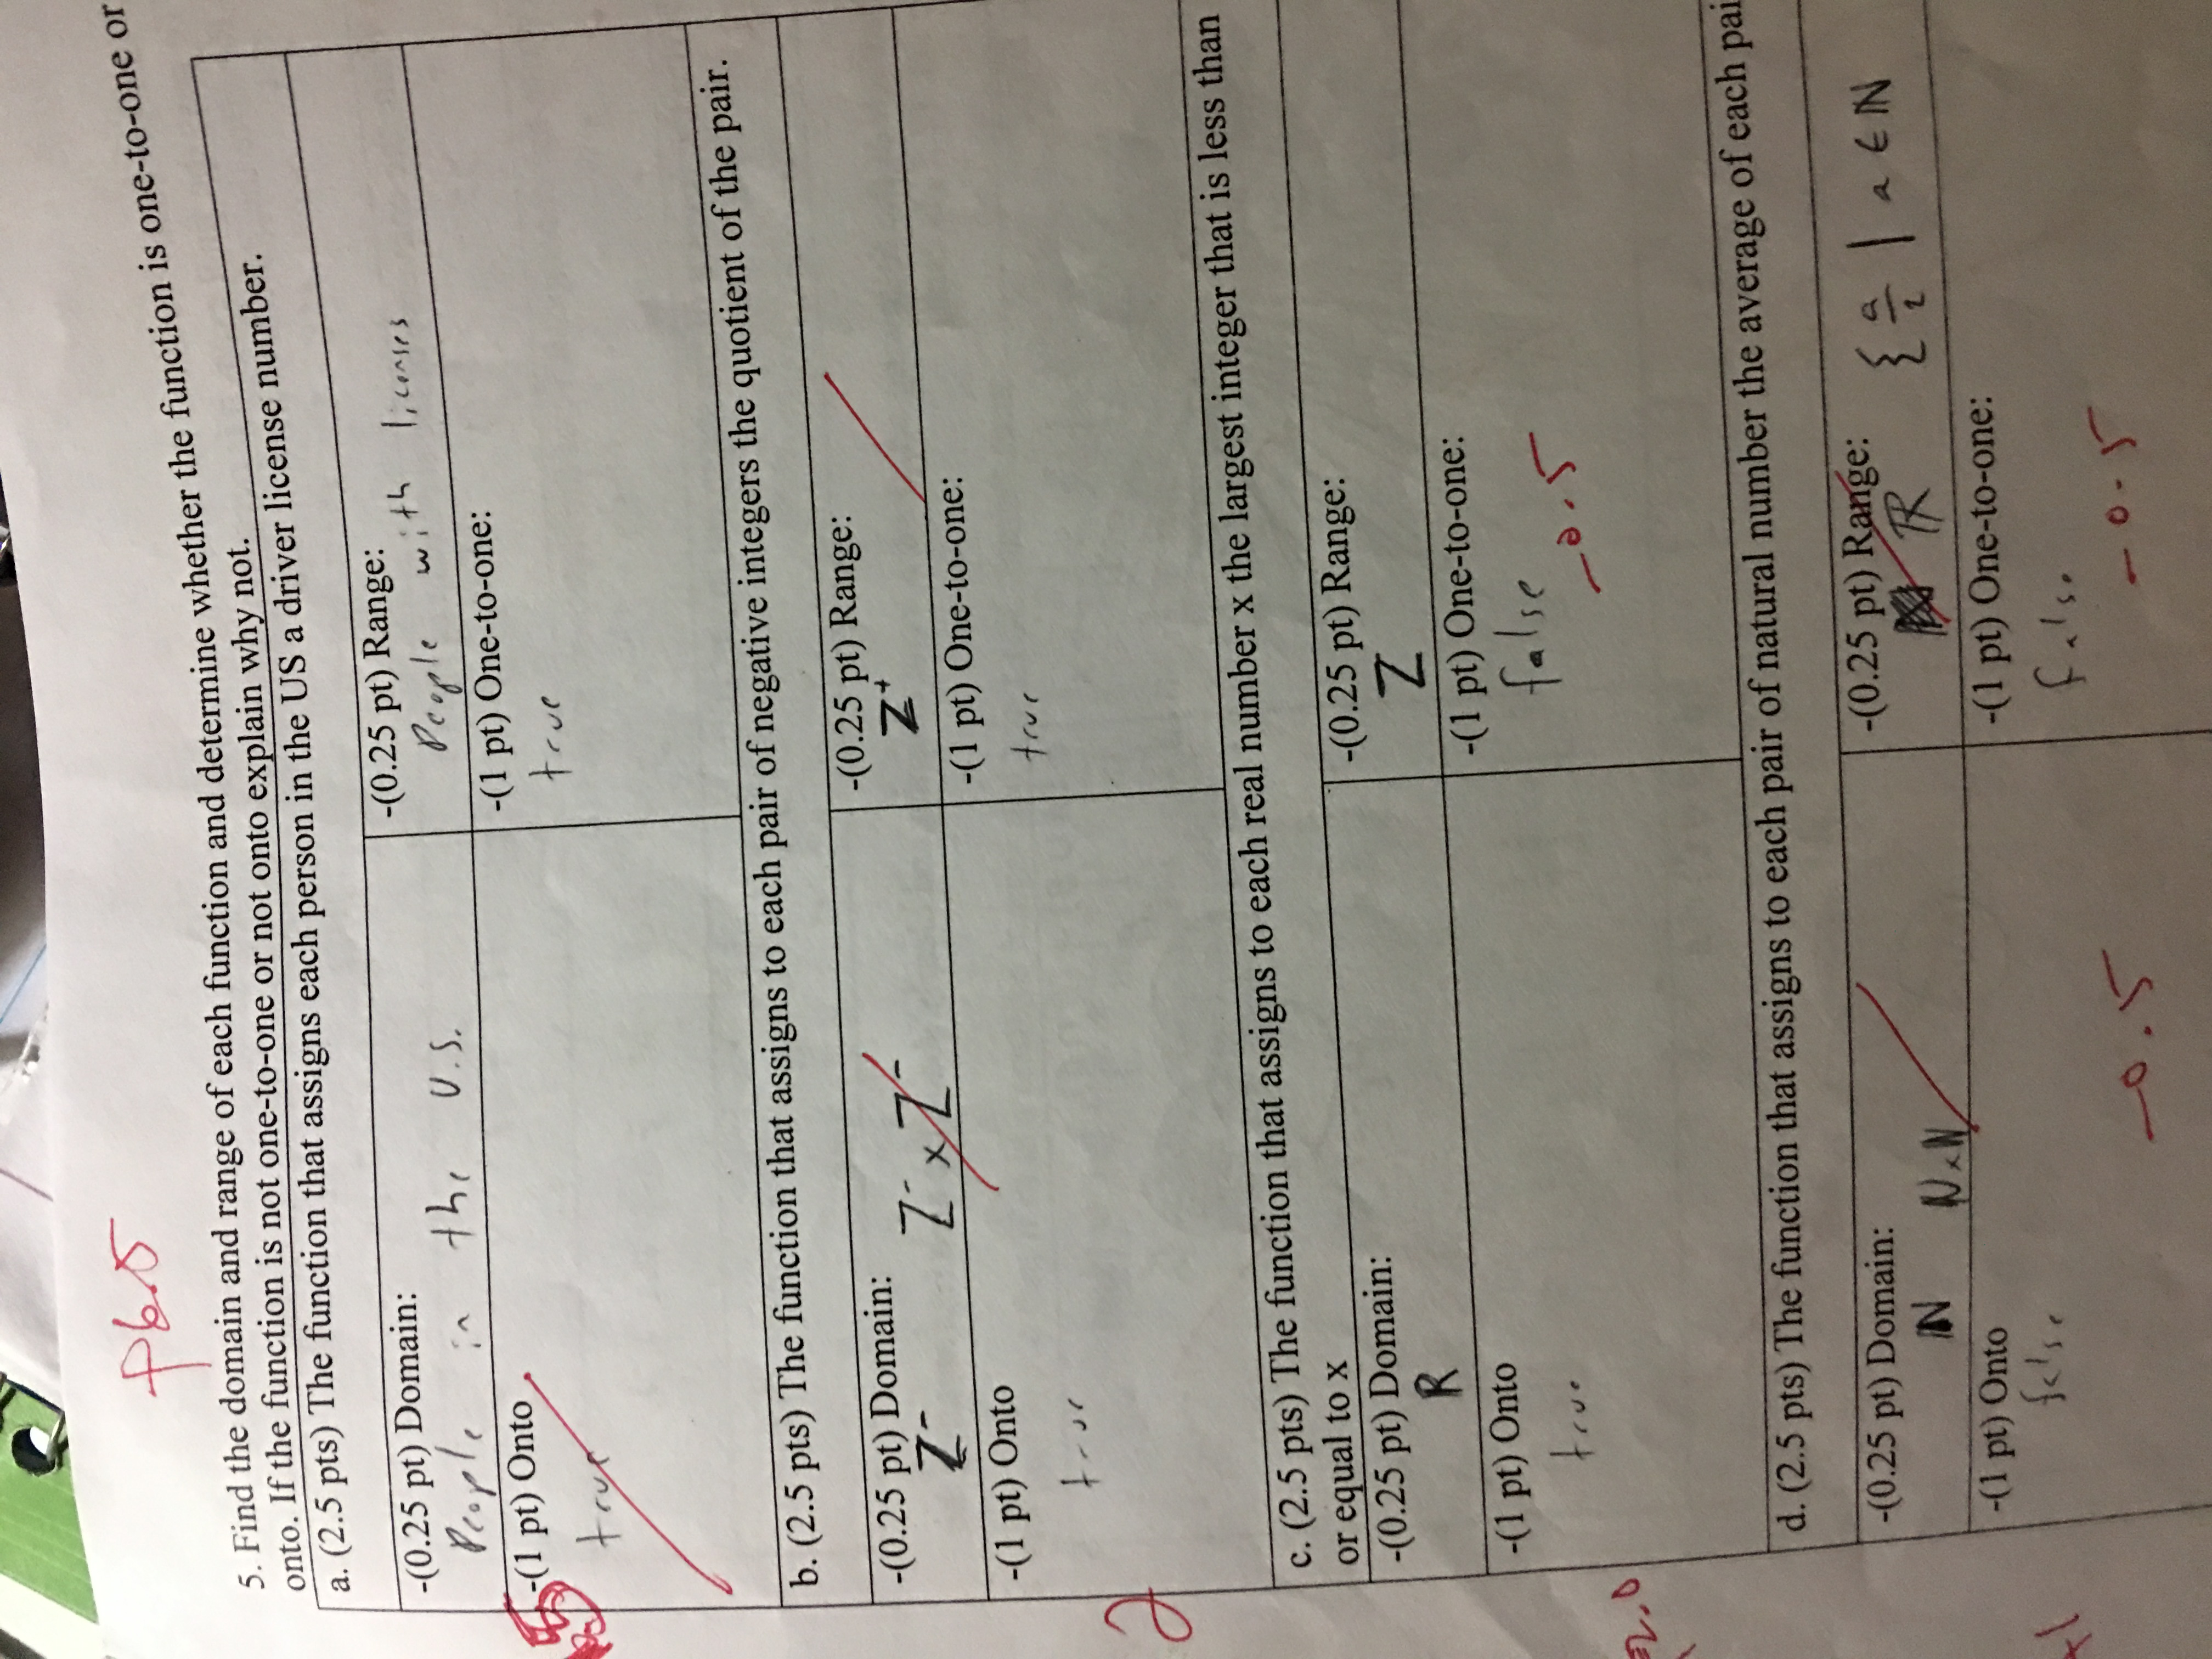 +6.5
5. Find the domain and range of each function and determine whether the function is one-to-one or
onto. If the function is not one-to-one or not onto explain why not.
a. (2.5 pts) The function that assigns each person in the US a driver license number.
-(0.25 pt) Domain:
People in the U.S.
-(0.25 pt) Range:
People with licenses
-(1 pt) Onto
true
-(1 pt) One-to-one:
true
b. (2.5 pts) The function that assigns to each pair of negative integers the quotient of the pair.
-(0.25 pt) Domain:
Z⁻ Z⁻ x Z⁻
-(0.25 pt) Range:
Z⁺
-(1 pt) Onto
true
-(1 pt) One-to-one:
true
2
c. (2.5 pts) The function that assigns to each real number x the largest integer that is less than
or equal to x
-(0.25 pt) Domain:
R
-(0.25 pt) Range:
Z
-(1 pt) Onto
true
-(1 pt) One-to-one:
false
-0.5
2.0
d. (2.5 pts) The function that assigns to each pair of natural number the average of each pai
-(0.25 pt) Domain:
N N x N
-(0.25 pt) Range:
R { a/2 | a ∈ N
-(1 pt) Onto
false
-0.5
-(1 pt) One-to-one:
False
-0.5
+1